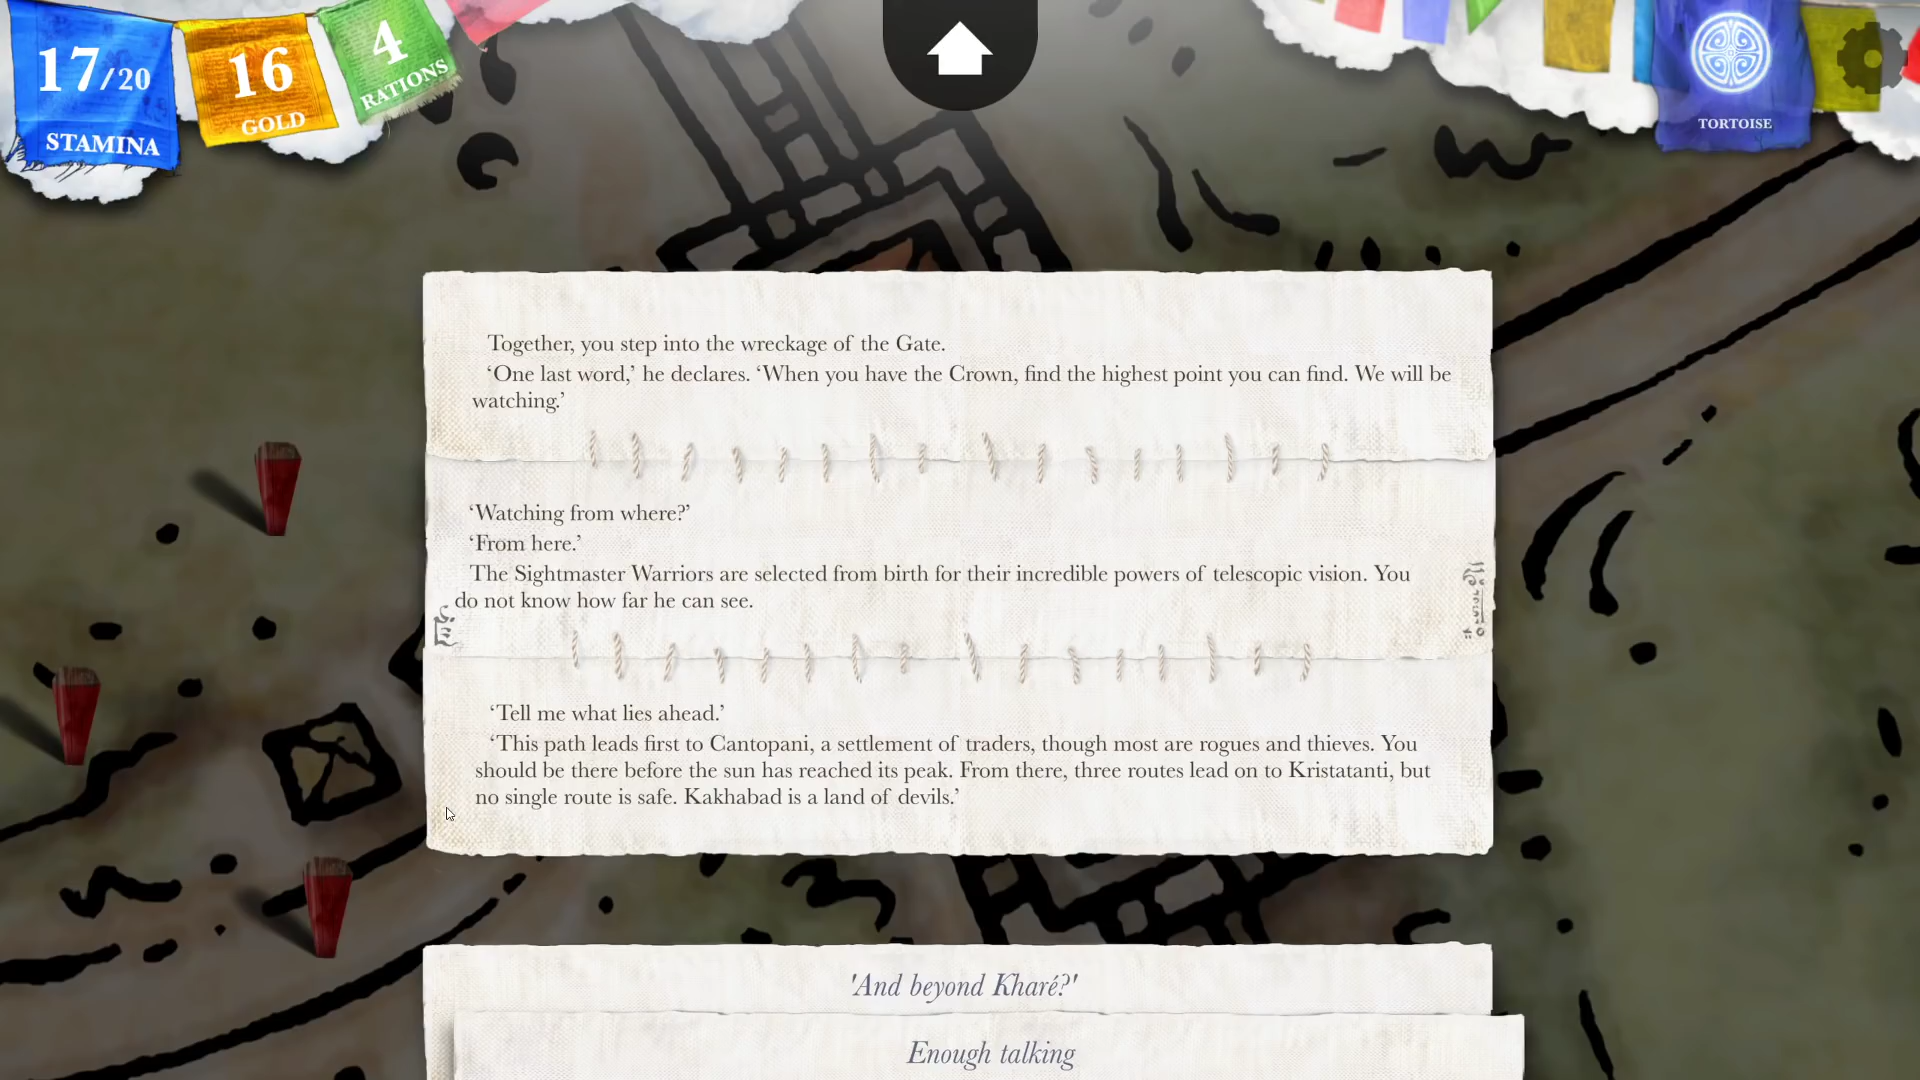 17/20
STAMINA
16
GOLD
4
RATIONS
TORTOISE
Together, you step into the wreckage of the Gate.
‘One last word,’ he declares. ‘When you have the Crown, find the highest point you can find. We will be
watching.’
‘Watching from where?’
‘From here.’
The Sightmaster Warriors are selected from birth for their incredible powers of telescopic vision. You
do not know how far he can see.
‘Tell me what lies ahead.’
‘This path leads first to Cantopani, a settlement of traders, though most are rogues and thieves. You
should be there before the sun has reached its peak. From there, three routes lead on to Kristatanti, but
no single route is safe. Kakhabad is a land of devils.’
'And beyond Kharé?'
Enough talking